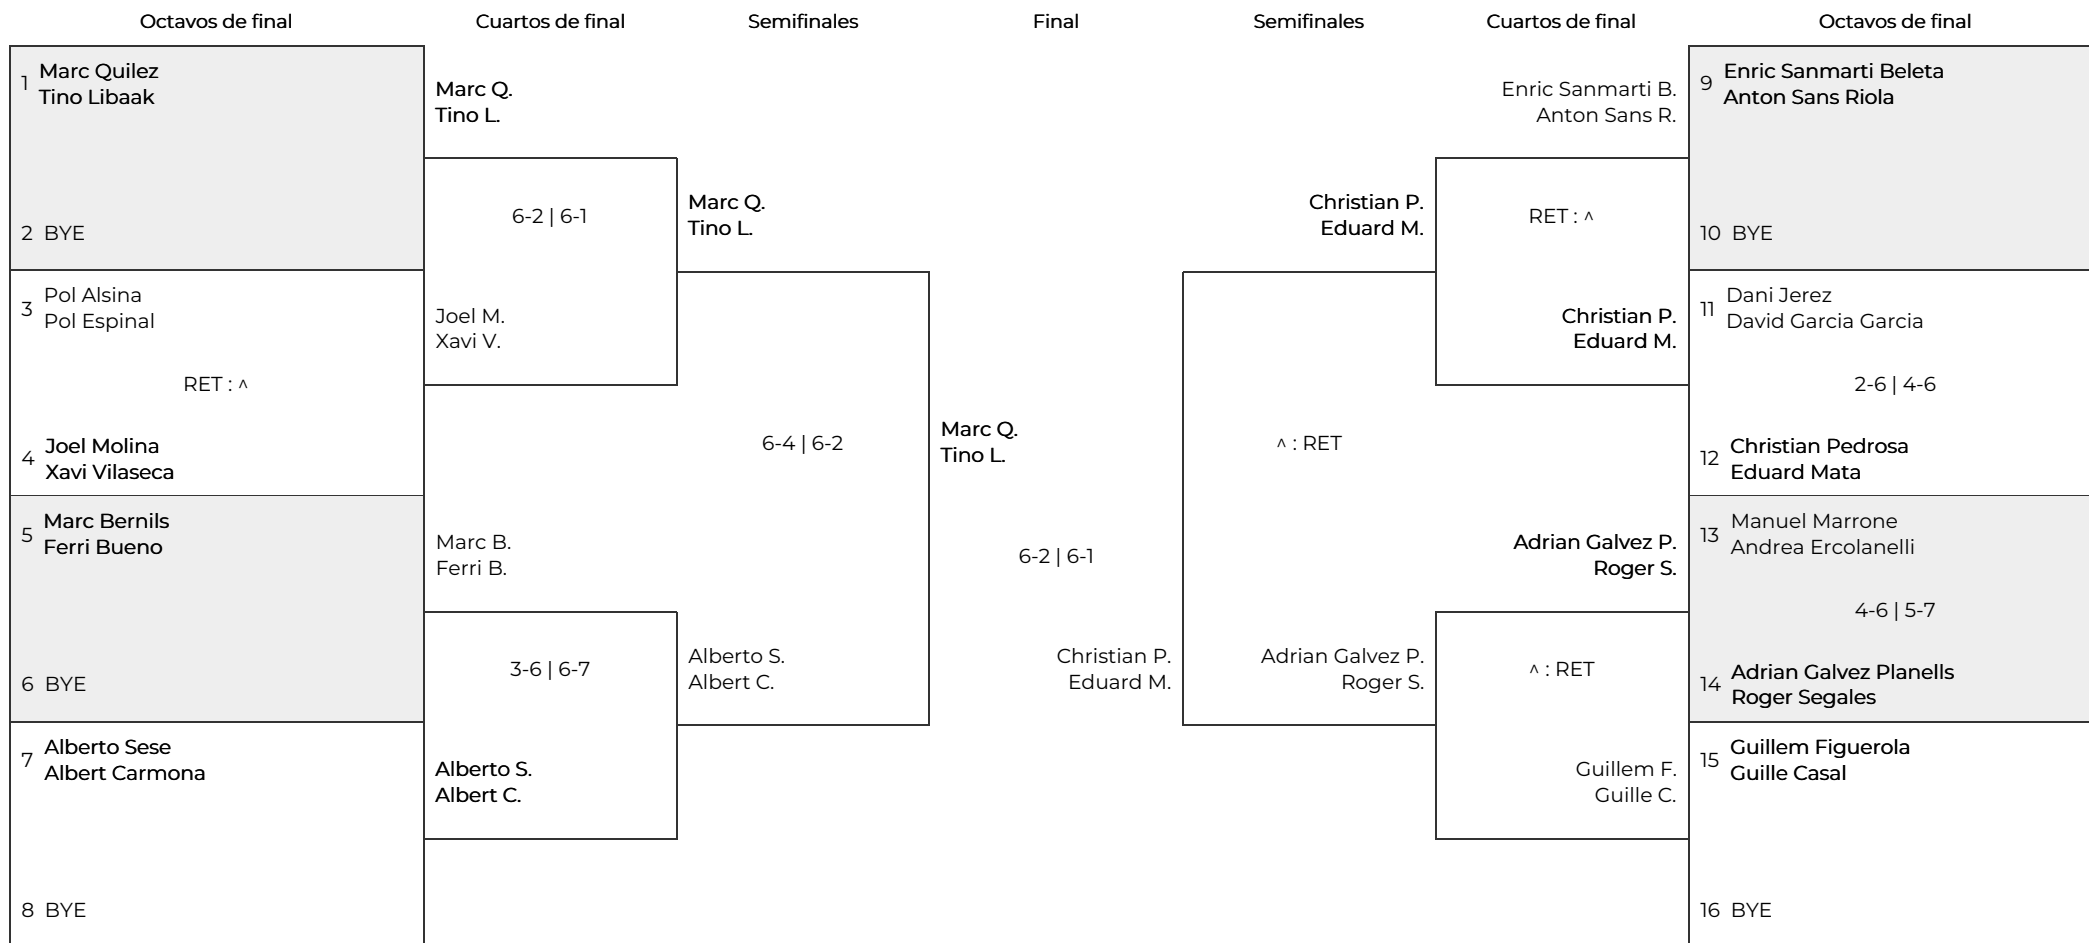 Octavos de final
Cuartos de final
Semifinales
Final
Semifinales
Cuartos de final
Octavos de final
1 Marc Quilez
Tino Libaak
2 BYE
3 Pol Alsina
Pol Espinal
RET : ^
4 Joel Molina
Xavi Vilaseca
5 Marc Bernils
Ferri Bueno
6 BYE
7 Alberto Sese
Albert Carmona
8 BYE
Marc Q.
Tino L.
6-2 | 6-1
Joel M.
Xavi V.
Marc B.
Ferri B.
3-6 | 6-7
Alberto S.
Albert C.
Marc Q.
Tino L.
6-4 | 6-2
Alberto S.
Albert C.
Marc Q.
Tino L.
6-2 | 6-1
Christian P.
Eduard M.
Christian P.
Eduard M.
^ : RET
Adrian Galvez P.
Roger S.
Enric Sanmarti B.
Anton Sans R.
RET : ^
Christian P.
Eduard M.
Adrian Galvez P.
Roger S.
^ : RET
Guillem F.
Guille C.
9 Enric Sanmarti Beleta
Anton Sans Riola
10 BYE
11 Dani Jerez
David Garcia Garcia
2-6 | 4-6
12 Christian Pedrosa
Eduard Mata
13 Manuel Marrone
Andrea Ercolanelli
4-6 | 5-7
14 Adrian Galvez Planells
Roger Segales
15 Guillem Figuerola
Guille Casal
16 BYE